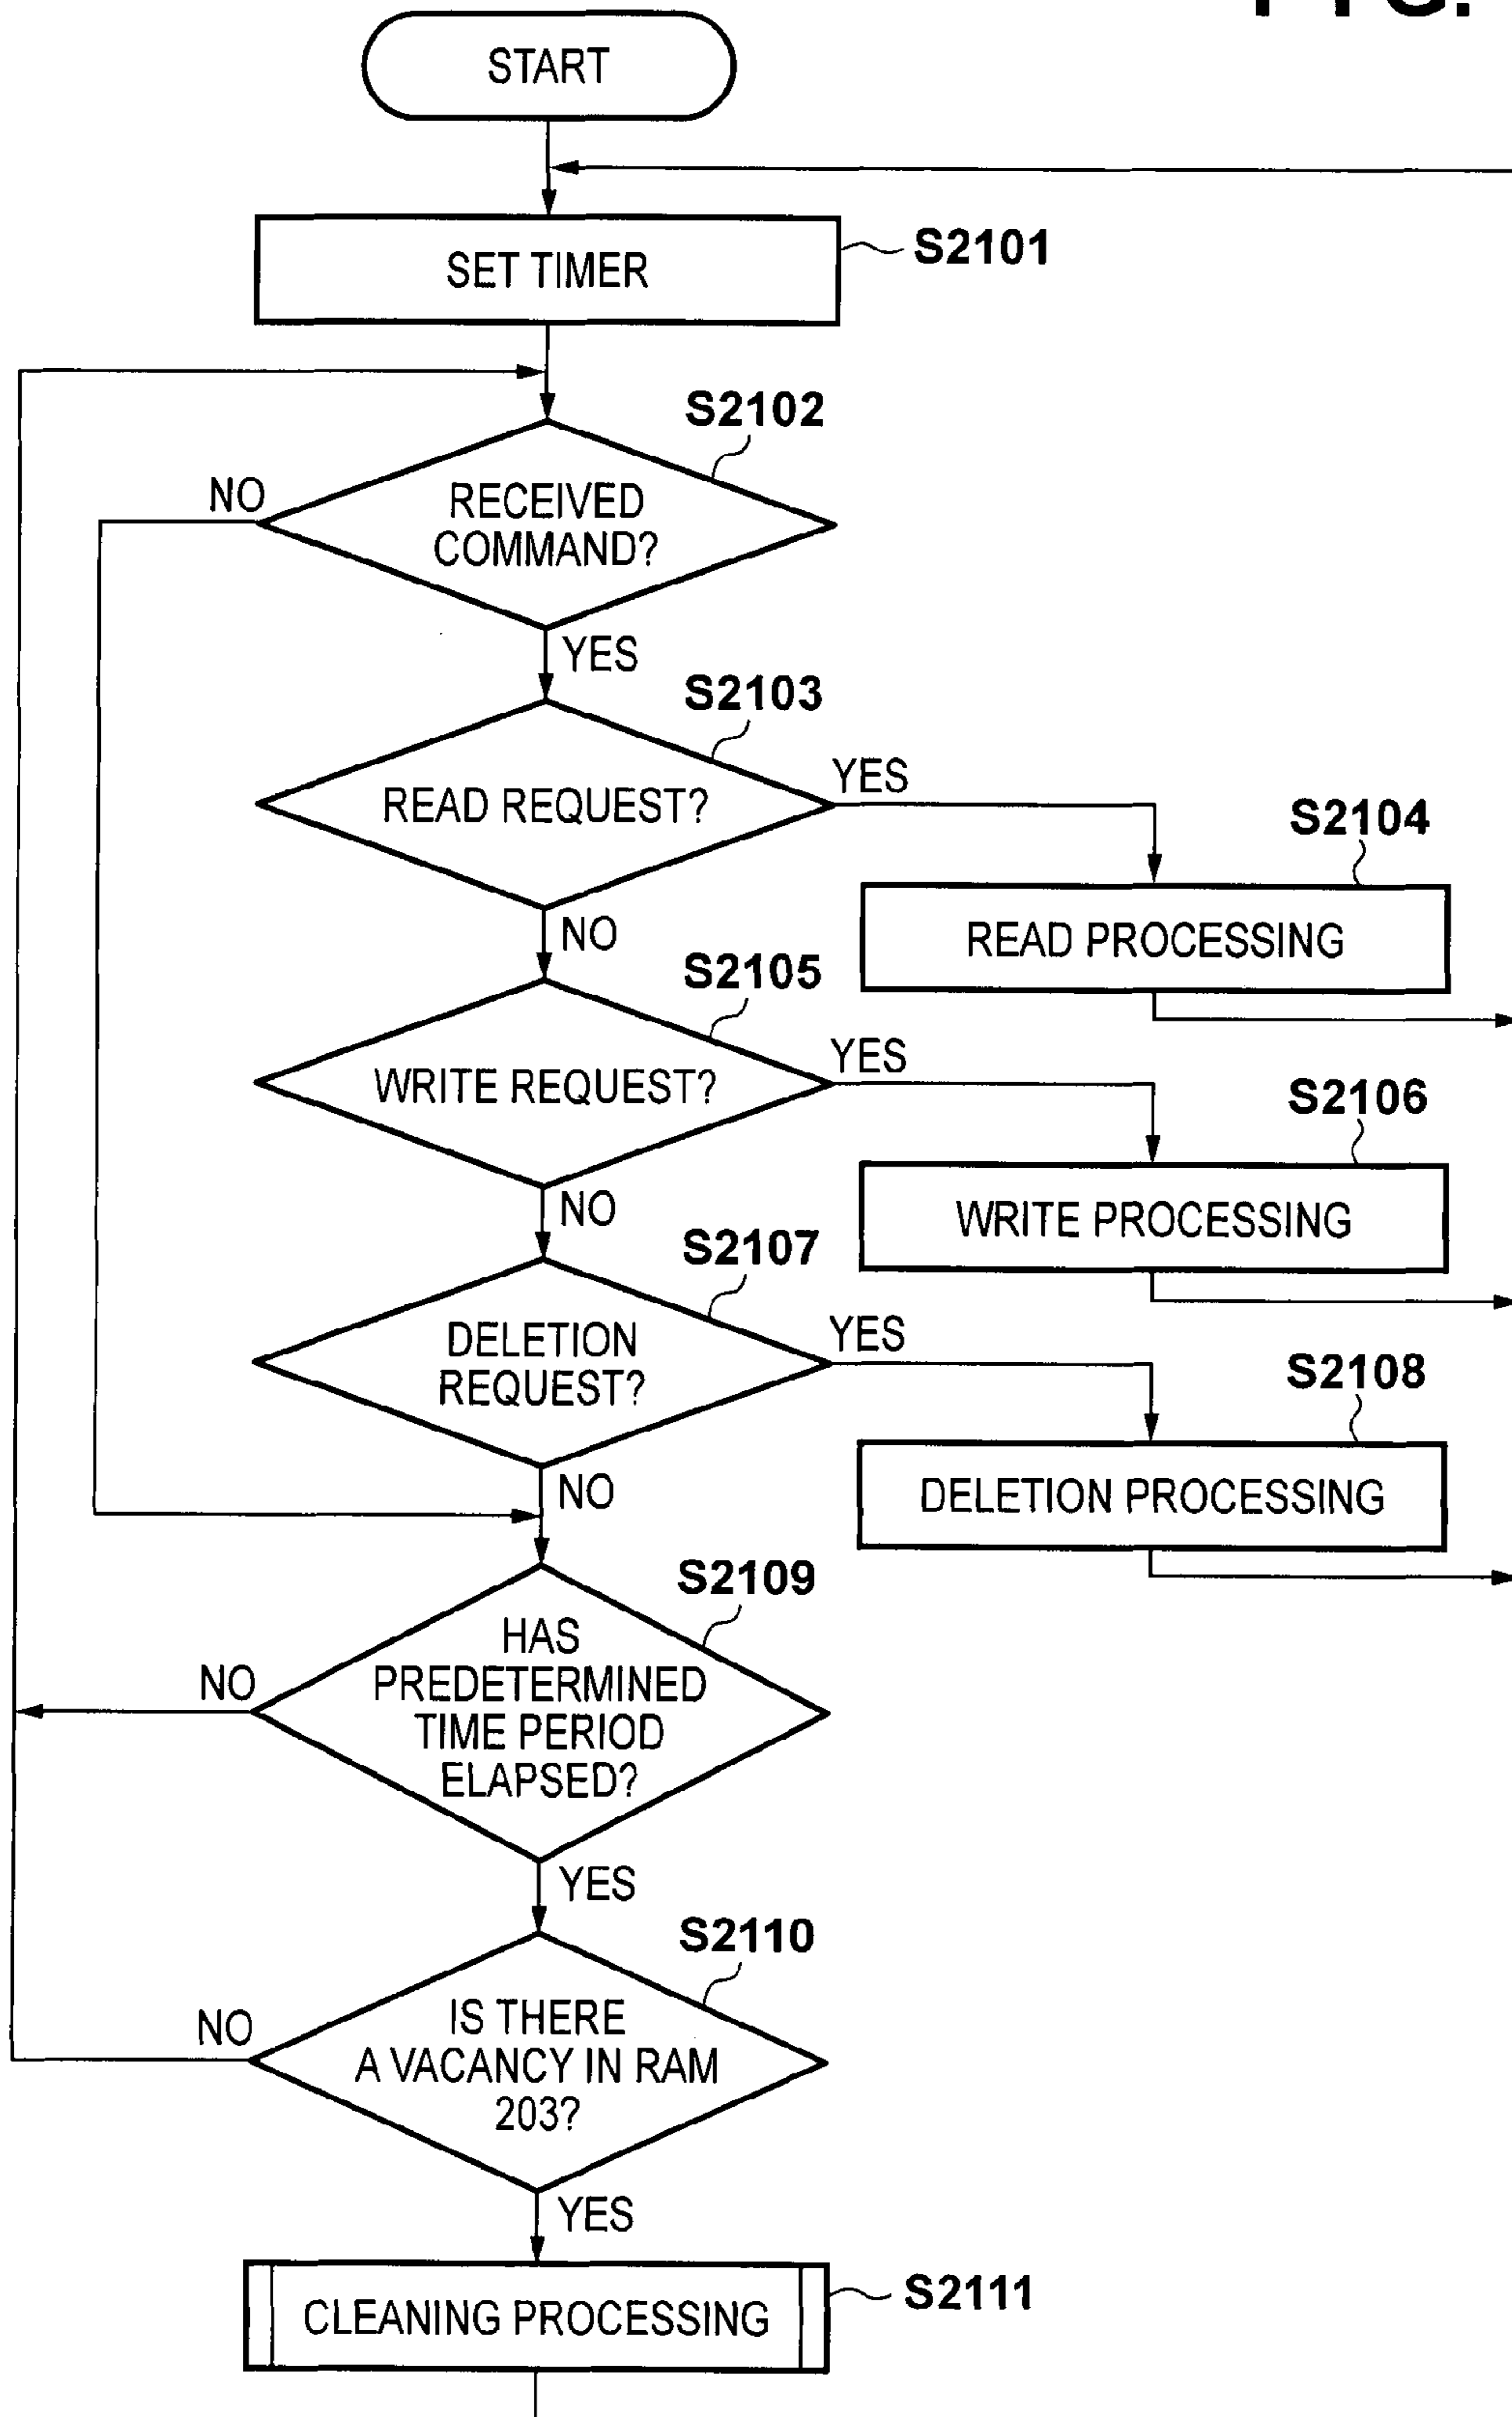 FIG.
START
SET TIMER
S2101
S2102
NO
RECEIVED
COMMAND?
YES
S2103
READ REQUEST?
YES
S2104
READ PROCESSING
NO
S2105
WRITE REQUEST?
YES
S2106
WRITE PROCESSING
NO
S2107
DELETION
REQUEST?
YES
S2108
DELETION PROCESSING
NO
S2109
HAS
PREDETERMINED
TIME PERIOD
ELAPSED?
NO
YES
S2110
IS THERE
A VACANCY IN RAM
203?
NO
YES
CLEANING PROCESSING
S2111